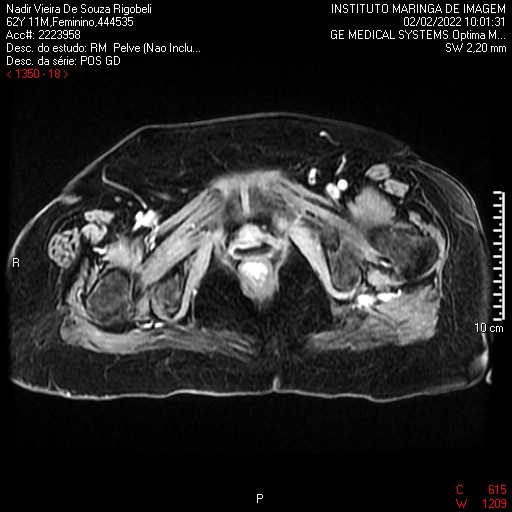 Nadir Vieira De Souza Rigobeli
62Y 11M,Feminino,444535
Acc#: 2223958
Desc. do estudo: RM Pelve (Nao Inclu...
Desc. da série: POS GD
< 1350 - 18 >
INSTITUTO MARINGA DE IMAGEM
02/02/2022 10:01:31
GE MEDICAL SYSTEMS Optima M...
SW 2,20 mm
R
10 cm
P
C 615
W 1209